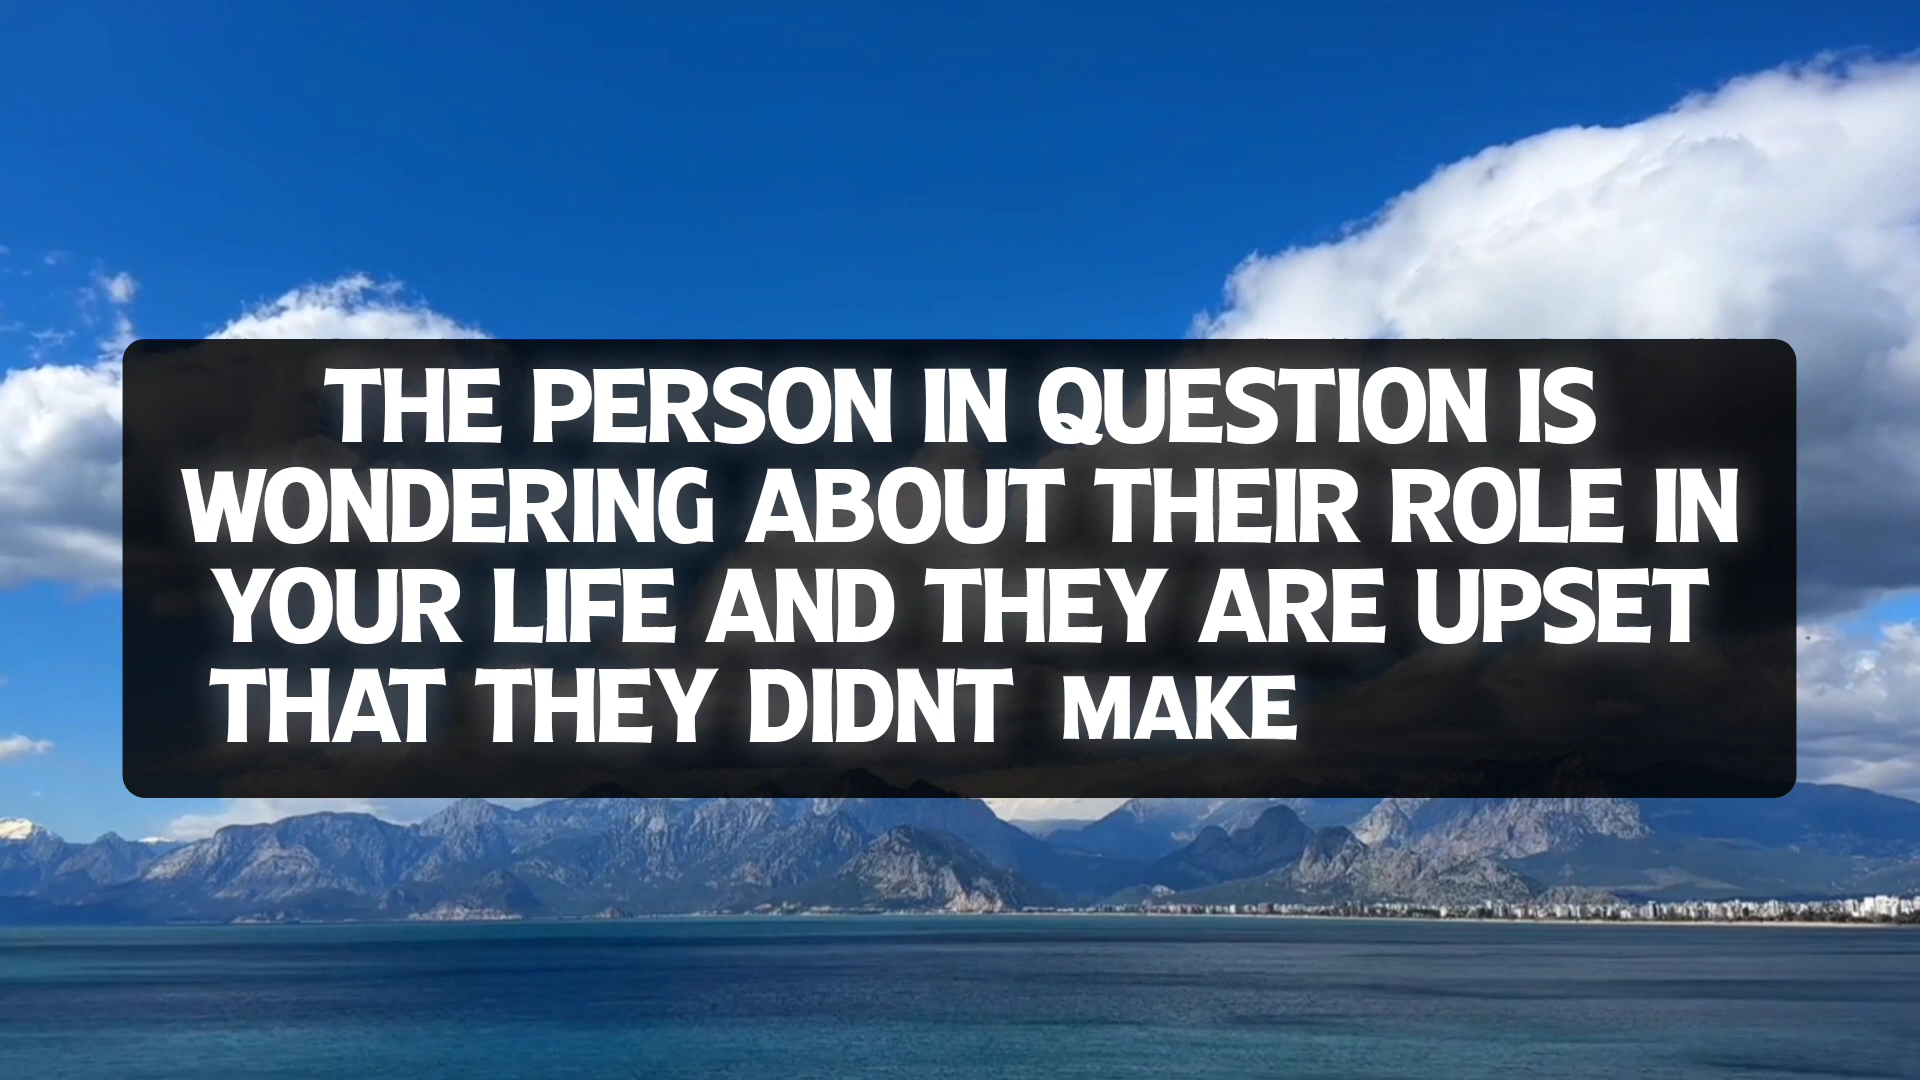 THE PERSON IN QUESTION IS
WONDERING ABOUT THEIR ROLE IN
YOUR LIFE AND THEY ARE UPSET
THAT THEY DIDNT MAKE